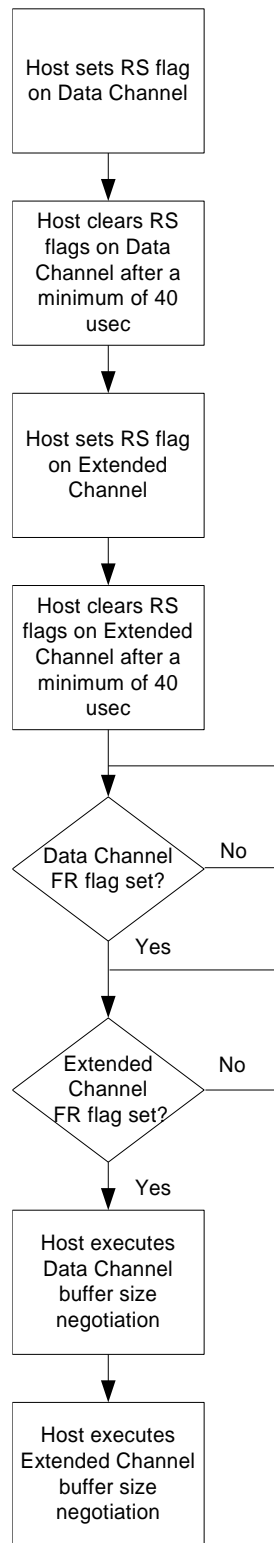 Host sets RS flag
on Data Channel
Host clears RS
flags on Data
Channel after a
minimum of 40
usec
Host sets RS flag
on Extended
Channel
Host clears RS
flags on Extended
Channel after a
minimum of 40
usec
Data Channel
FR flag set?
No
Yes
Extended
Channel
FR flag set?
No
Yes
Host executes
Data Channel
buffer size
negotiation
Host executes
Extended Channel
buffer size
negotiation